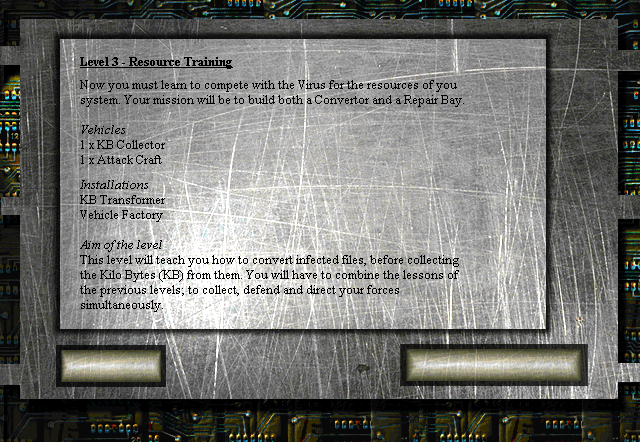 Level 3 - Resource Training
Now you must learn to compete with the Virus for the resources of you
system. Your mission will be to build both a Convertor and a Repair Bay.
Vehicles
1 x KB Collector
1 x Attack Craft
Installations
KB Transformer
Vehicle Factory
Aim of the level
This level will teach you how to convert infected files, before collecting
the Kilo Bytes (KB) from them. You will have to combine the lessons of
the previous levels; to collect, defend and direct your forces
simultaneously.